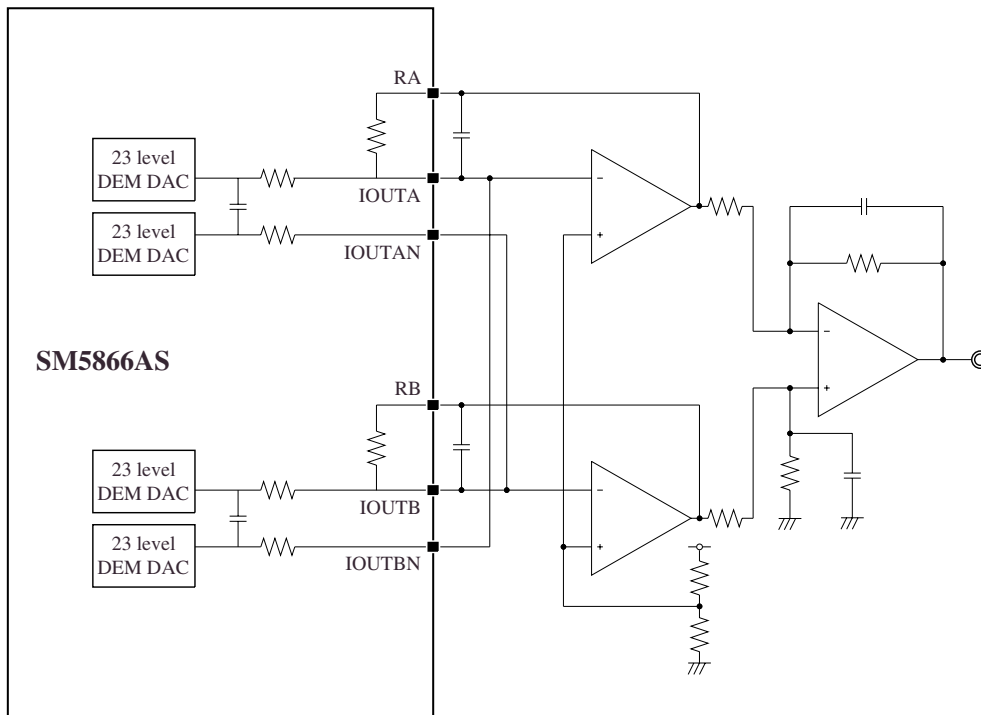 RA
23 level
DEM DAC
IOUTA
23 level
DEM DAC
IOUTAN
−
+
−
+
SM5866AS
RB
23 level
DEM DAC
IOUTB
23 level
DEM DAC
IOUTBN
−
+